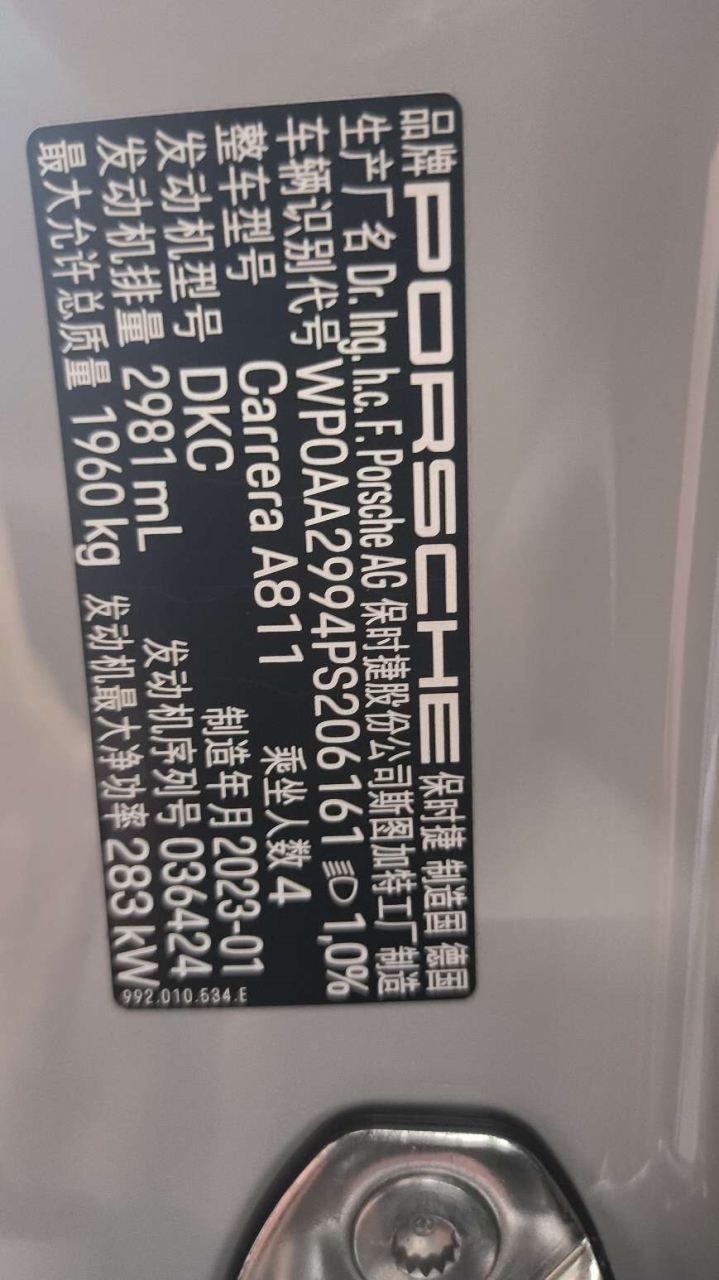 品牌 PORSCHE 保时捷 制造国 德国
生产厂名 Dr. Ing. h.c. F. Porsche AG 保时捷股份公司斯图加特工厂 制造
车辆识别代号 WP0AA2994PS206161 1,0%
整车型号 Carrera A811 乘坐人数 4
发动机型号 DKC 制造年月 2023-01
发动机排量 2981 mL 发动机序列号 036424
最大允许总质量 1960 kg 发动机最大净功率 283 kW
992.010.534.E